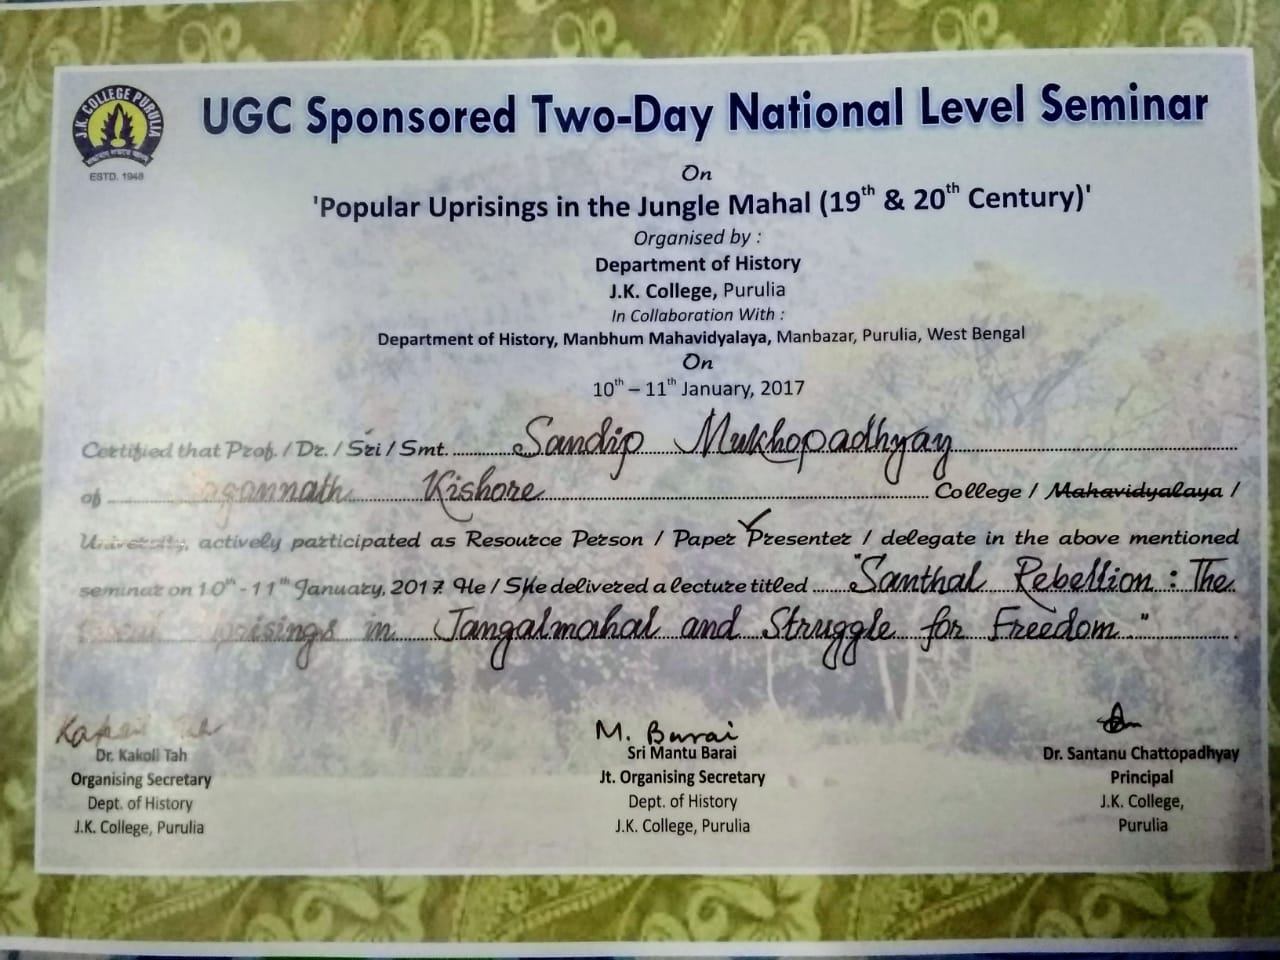 J.K. COLLEGE PURULIA
ESTD. 1948
UGC Sponsored Two-Day National Level Seminar
On
'Popular Uprisings in the Jungle Mahal (19th & 20th Century)'
Organised by :
Department of History
J.K. College, Purulia
In Collaboration With :
Department of History, Manbhum Mahavidyalaya, Manbazar, Purulia, West Bengal
On
10th – 11th January, 2017
Certified that Prof. / Dr. / Sri / Smt. Sandip Mukhopadhyay
of Jagannath Kishore College / Mahavidyalaya /
University, actively participated as Resource Person / Paper Presenter / delegate in the above mentioned
seminar on 10th - 11th January, 2017. He / She delivered a lecture titled "Santhal Rebellion : The
uprisings in Jangalmahal and Struggle for Freedom."
Kakoli Tah
M. Barai
Dr. Kakoli Tah
Sri Mantu Barai
Dr. Santanu Chattopadhyay
Organising Secretary
Jt. Organising Secretary
Principal
Dept. of History
Dept. of History
J.K. College,
J.K. College, Purulia
J.K. College, Purulia
Purulia